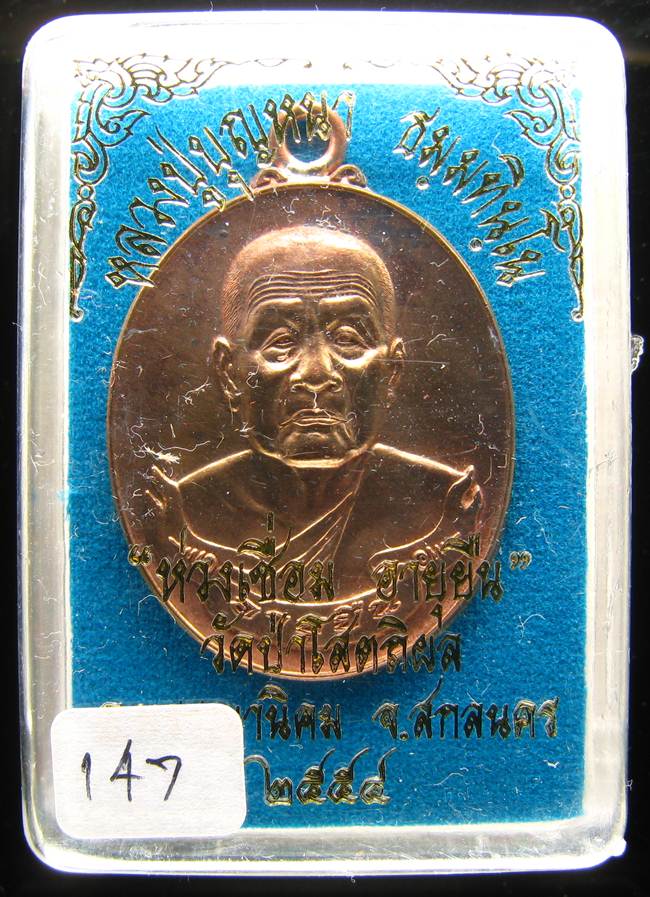 หลวงปู่บุญหนา ธมฺมทินฺโน
“ห่วงเชื่อม อายุยืน”
วัดป่าโสตถิผล
จ.สกลนคร
๒๕๕๔
147